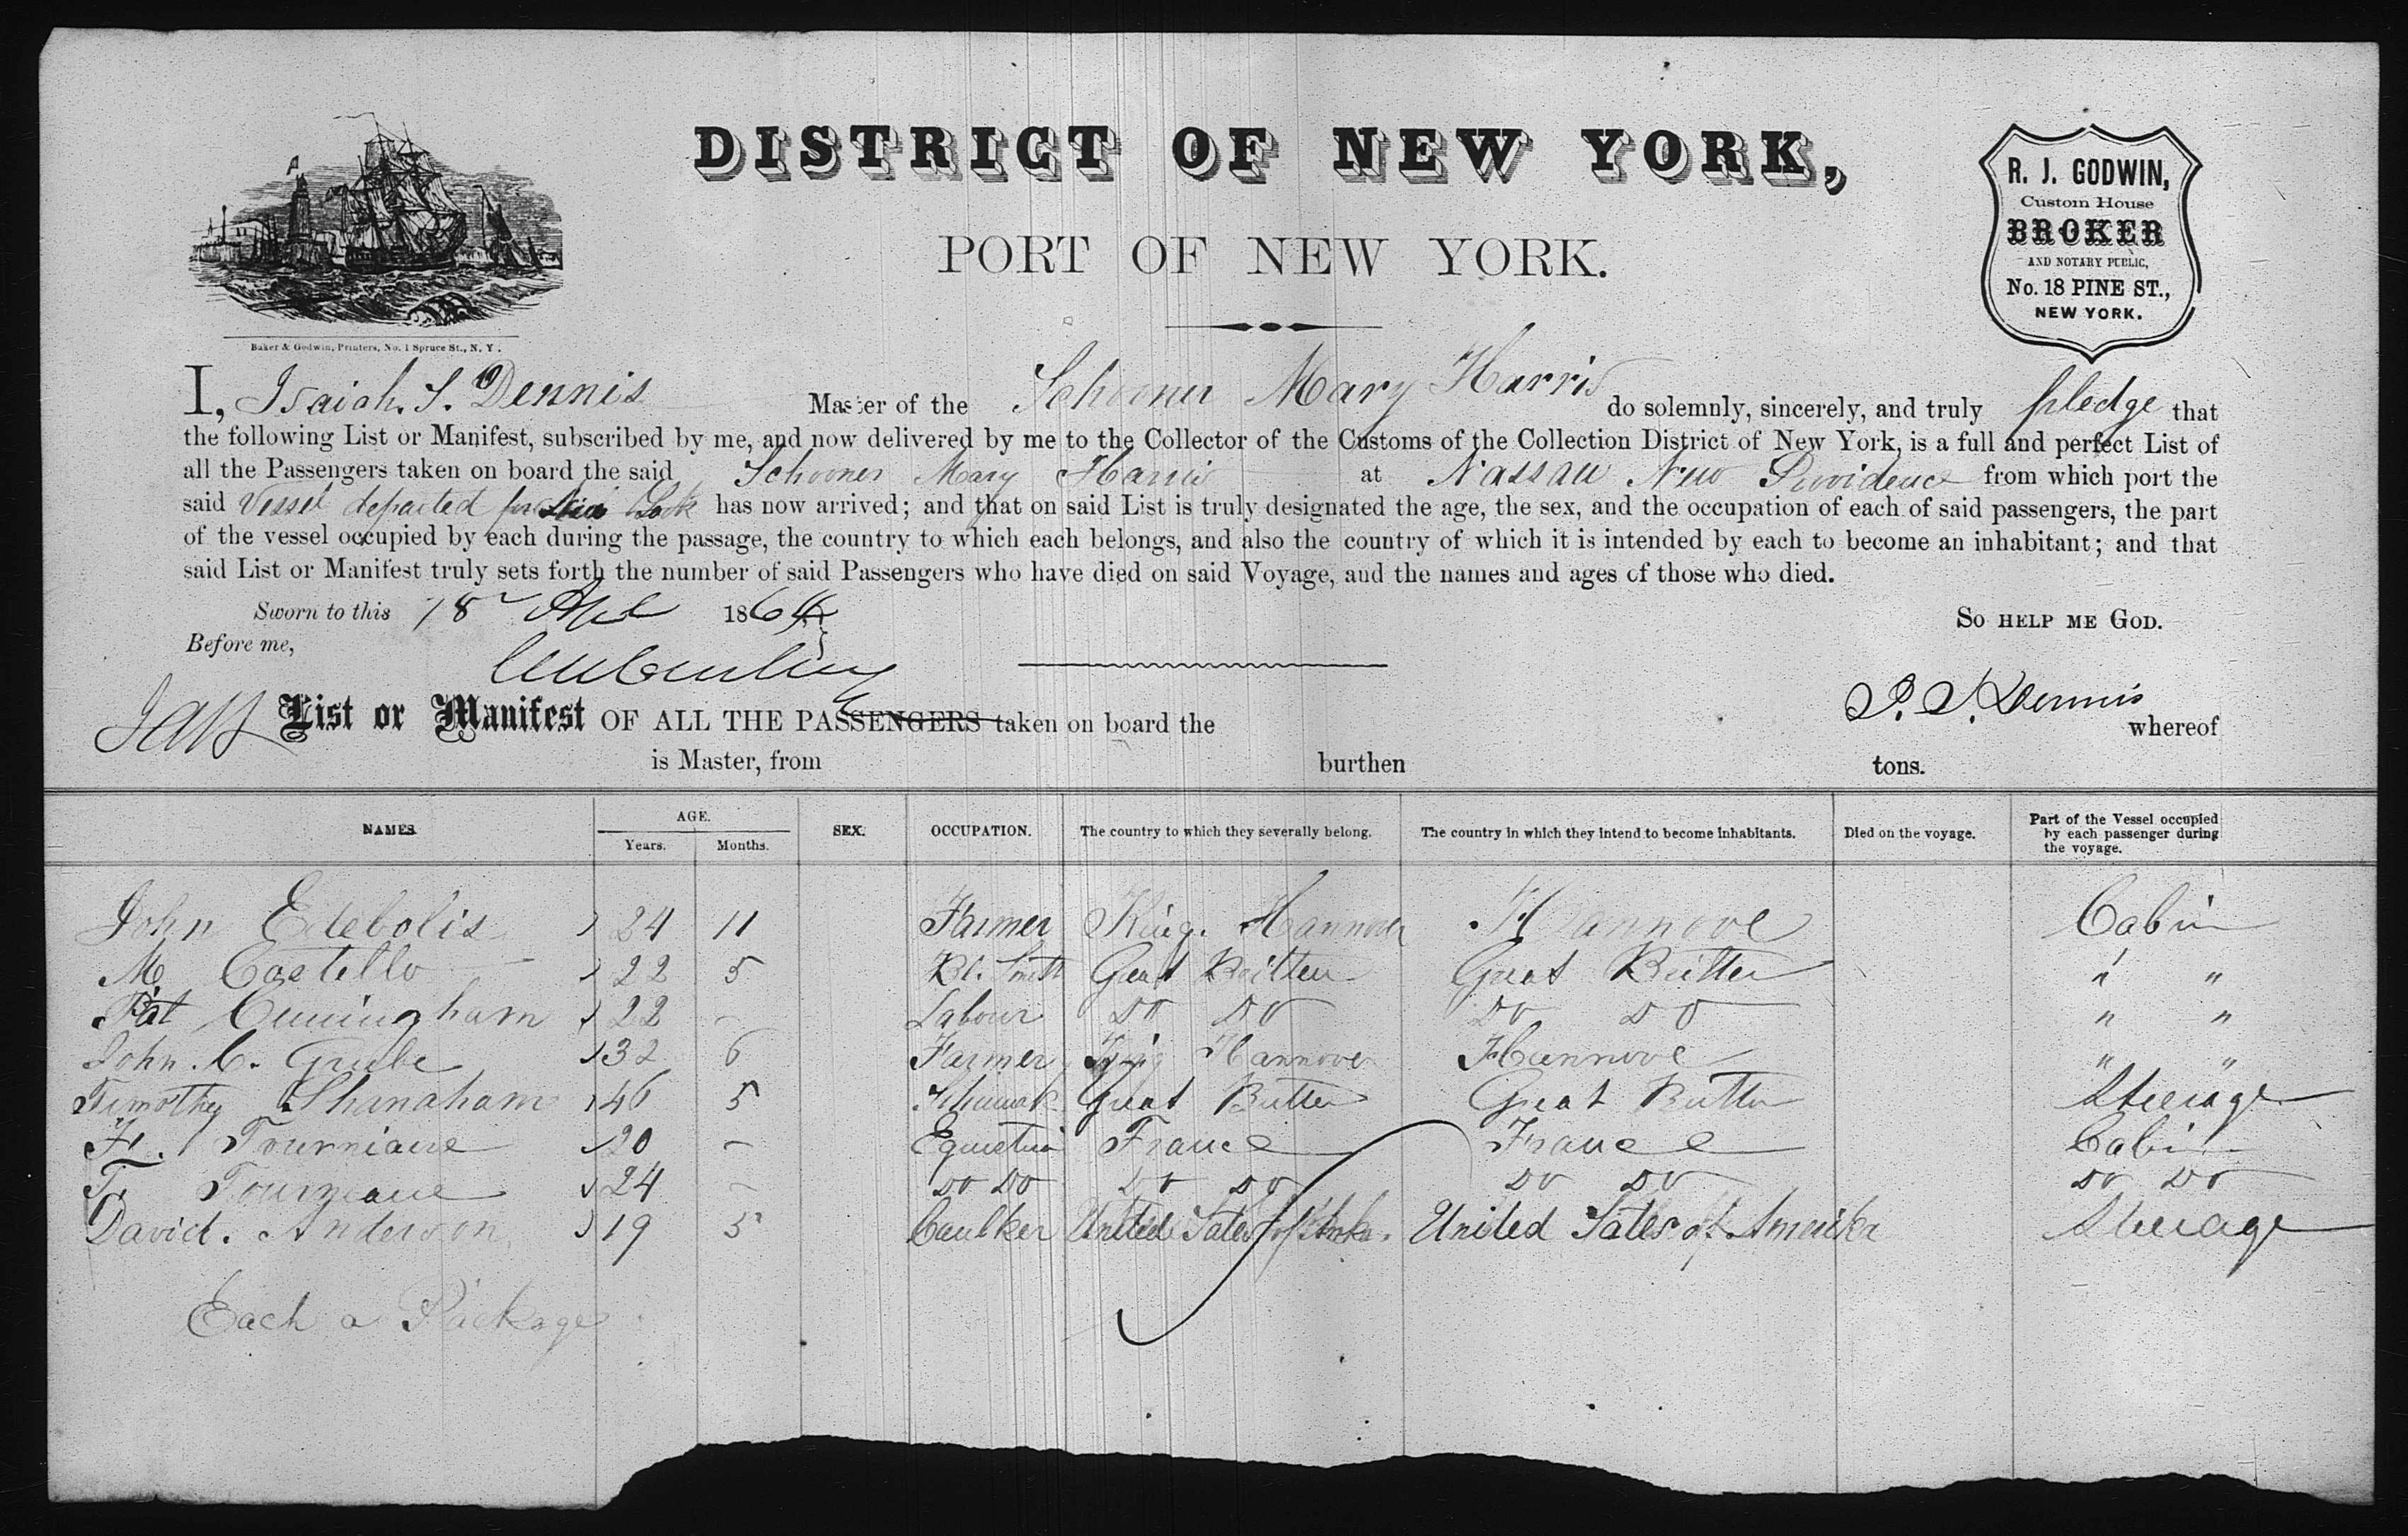 DISTRICT OF NEW YORK,
PORT OF NEW YORK.
R. J. GODWIN,
Custom House
BROKER
AND NOTARY PUBLIC,
No. 18 PINE ST.,
NEW YORK.
Baker & Godwin, Printers, No. 1 Spruce St., N. Y.
I, Isaiah. S. Dennis Master of the Schooner Mary Harris do solemnly, sincerely, and truly pledge that
the following List or Manifest, subscribed by me, and now delivered by me to the Collector of the Customs of the Collection District of New York, is a full and perfect List of
all the Passengers taken on board the said Schooner Mary Harris at Nassau New Providence from which port the
said Vessel departed has now arrived; and that on said List is truly designated the age, the sex, and the occupation of each of said passengers, the part
of the vessel occupied by each during the passage, the country to which each belongs, and also the country of which it is intended by each to become an inhabitant; and that
said List or Manifest truly sets forth the number of said Passengers who have died on said Voyage, and the names and ages of those who died.
Sworn to this 18 Apl 1864 So HELP ME GOD.
Before me,
I. S. Dennis
List or Manifest OF ALL THE PASSENGERS taken on board the whereof
is Master, from burthen tons.
NAMES AGE. Years. Months. SEX. OCCUPATION. The country to which they severally belong. The country in which they intend to become inhabitants. Died on the voyage. Part of the Vessel occupied by each passenger during the voyage.
John Edebolis 24 11 Farmer King. Hannover Hannove Cabin
M Costello 22 5 Bl. Smith Great Britten Great Britten " "
Pat Cuningham 22 – Labour Do Do Do Do " "
John. C. Grube 32 6 Farmer King Hannover Hannove " "
Timothy Shanaham 46 5 Great Britten Great Britten Steerage
Fr. Tourniaire 20 – France France Cabin
T. Tourniaire 24 – Do Do Do Do Do Do Do Do
David. Anderson 19 5 Caulker United Sates of United Sates of Amerika Steerage
Each a Package